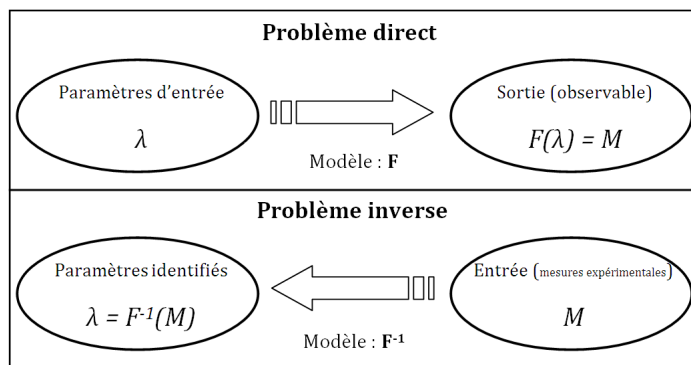 Problème direct
Paramètres d'entrée
λ
Modèle : F
Sortie (observable)
F(λ) = M
Problème inverse
Paramètres identifiés
λ = F⁻¹(M)
Modèle : F⁻¹
Entrée (mesures expérimentales)
M